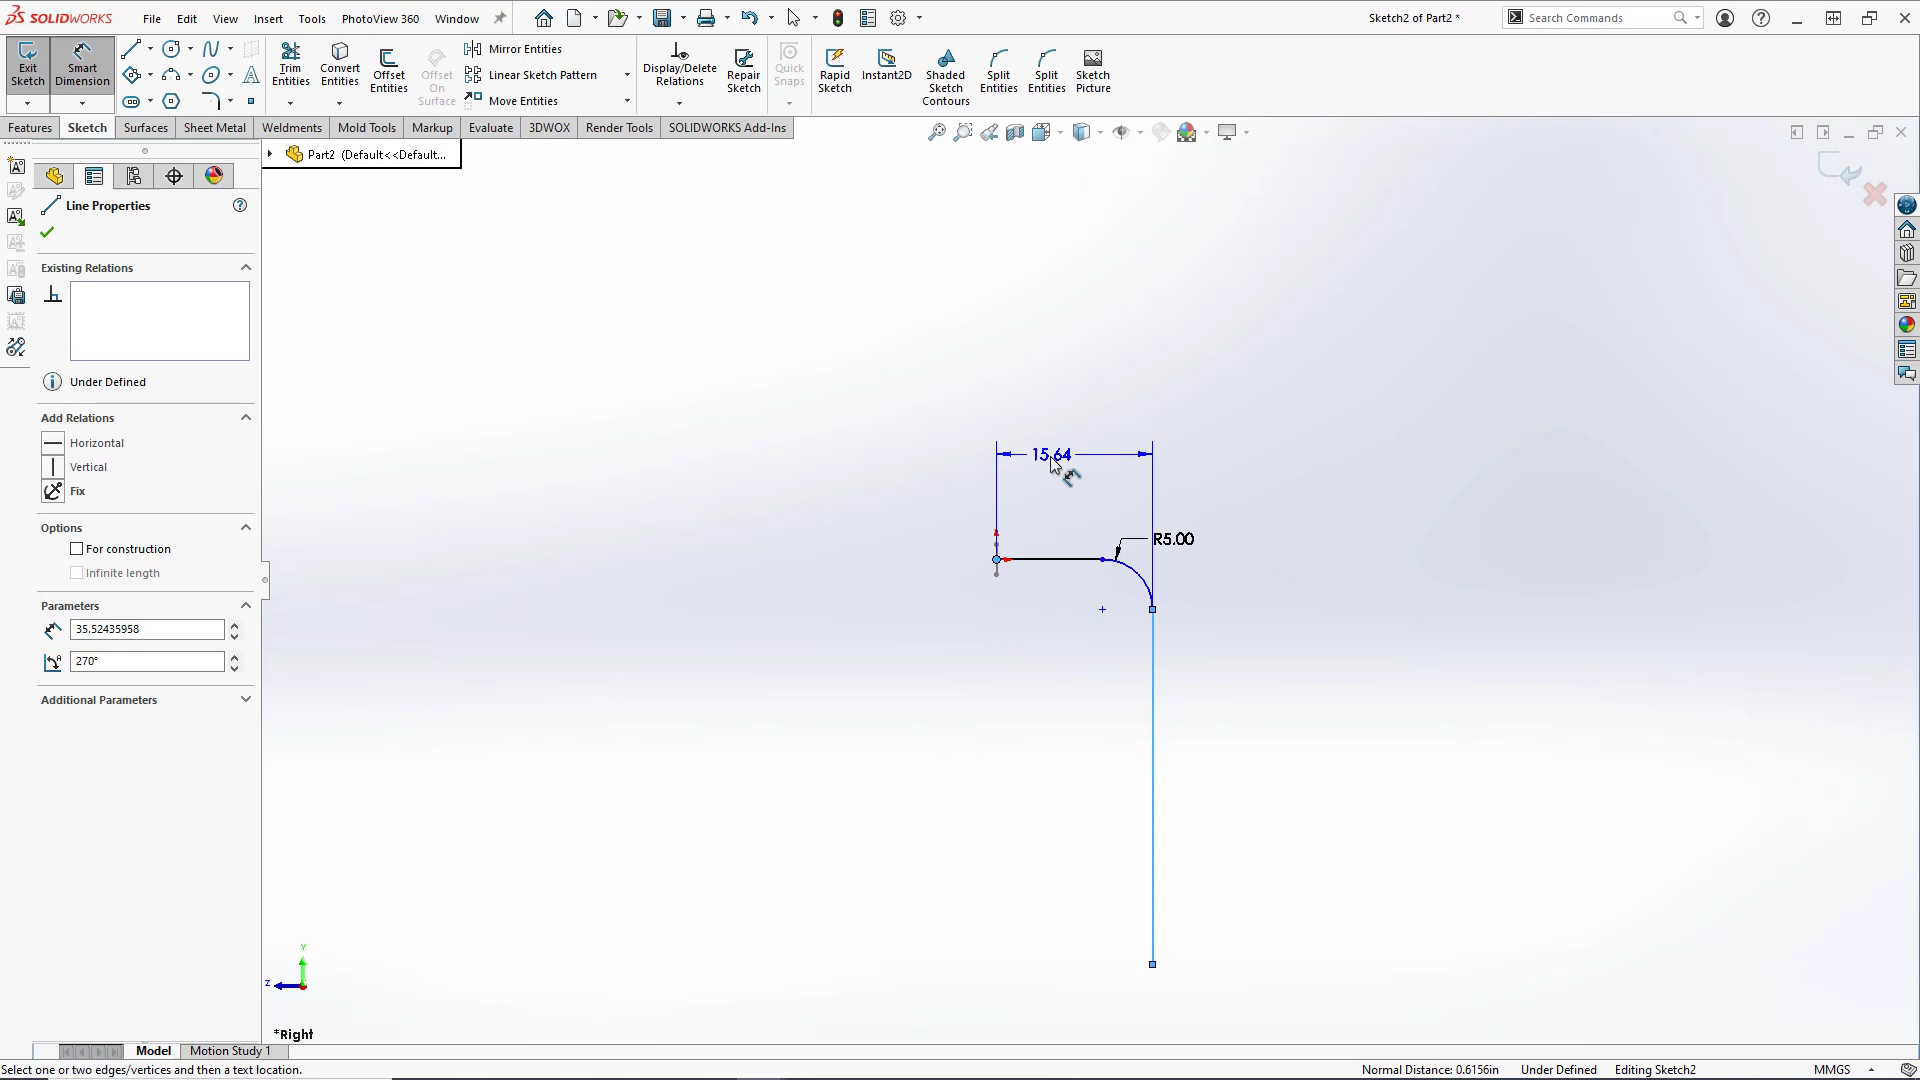 SOLIDWORKS File Edit View Insert Tools PhotoView 360 Window Sketch2 of Part2 * Search Commands
Exit Sketch
Smart Dimension
Trim Entities
Convert Entities
Offset Entities
Offset On Surface
Mirror Entities
Linear Sketch Pattern
Move Entities
Display/Delete Relations
Repair Sketch
Quick Snaps
Rapid Sketch
Instant2D
Shaded Sketch Contours
Split Entities
Split Entities
Sketch Picture
Features Sketch Surfaces Sheet Metal Weldments Mold Tools Markup Evaluate 3DWOX Render Tools SOLIDWORKS Add-Ins
Part2 (Default<<Default...
Line Properties
Existing Relations
Under Defined
Add Relations
Horizontal
Vertical
Fix
Options
For construction
Infinite length
Parameters
35.52435958
270°
Additional Parameters
15.64
R5.00
Y
Z
*Right
Model Motion Study 1
Select one or two edges/vertices and then a text location. Normal Distance: 0.6156in Under Defined Editing Sketch2 MMGS